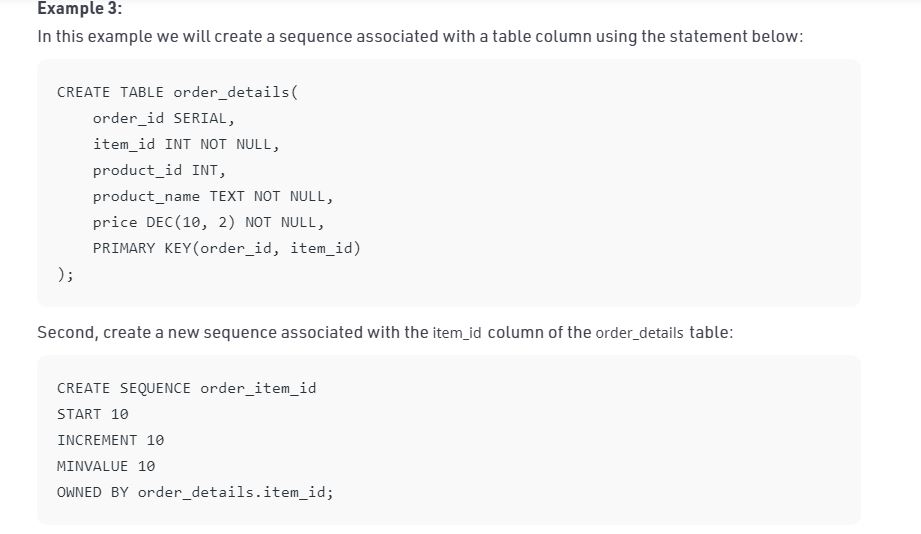 Example 3:
In this example we will create a sequence associated with a table column using the statement below:
CREATE TABLE order_details(
    order_id SERIAL,
    item_id INT NOT NULL,
    product_id INT,
    product_name TEXT NOT NULL,
    price DEC(10, 2) NOT NULL,
    PRIMARY KEY(order_id, item_id)
);
Second, create a new sequence associated with the item_id column of the order_details table:
CREATE SEQUENCE order_item_id
START 10
INCREMENT 10
MINVALUE 10
OWNED BY order_details.item_id;